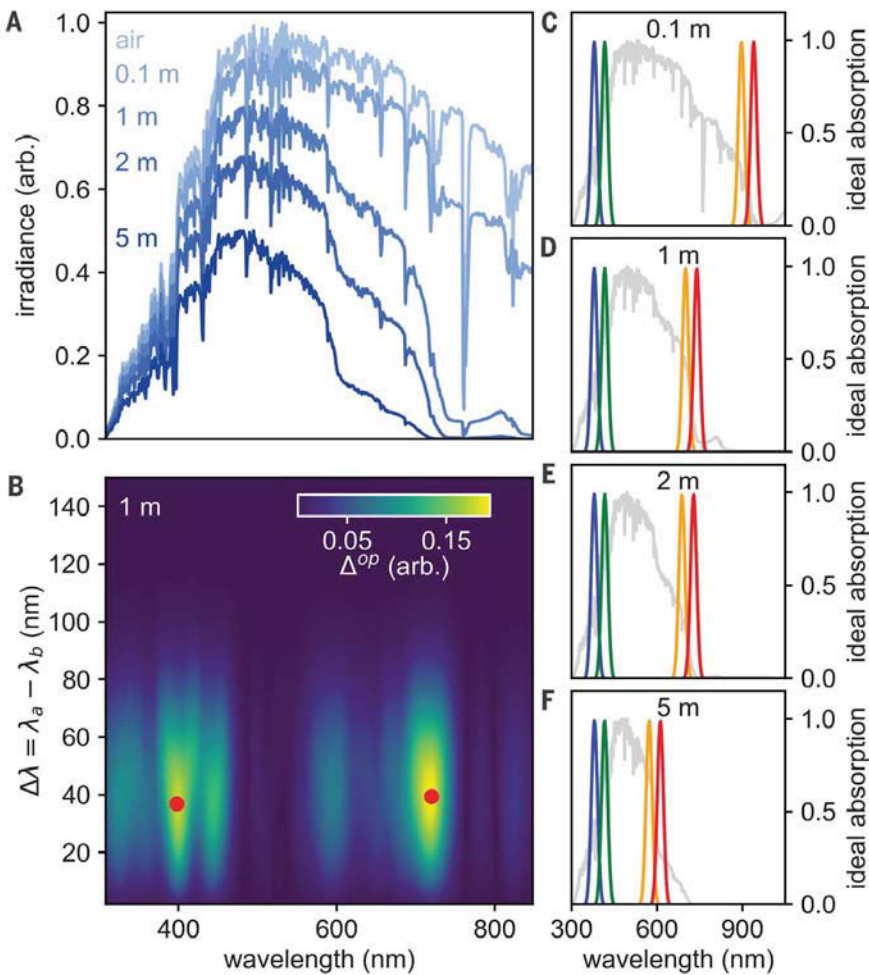 A
1.0
0.8
0.6
0.4
0.2
0.0
irradiance (arb.)
air
0.1 m
1 m
2 m
5 m
B
1 m
0.05 0.15
Δ^op (arb.)
140
120
100
80
60
40
20
Δλ = λ_a − λ_b (nm)
400 600 800
wavelength (nm)
C
0.1 m
1.0
0.5
0.0
ideal absorption
D
1 m
1.0
0.5
0.0
ideal absorption
E
2 m
1.0
0.5
0.0
ideal absorption
F
5 m
1.0
0.5
0.0
ideal absorption
300 600 900
wavelength (nm)